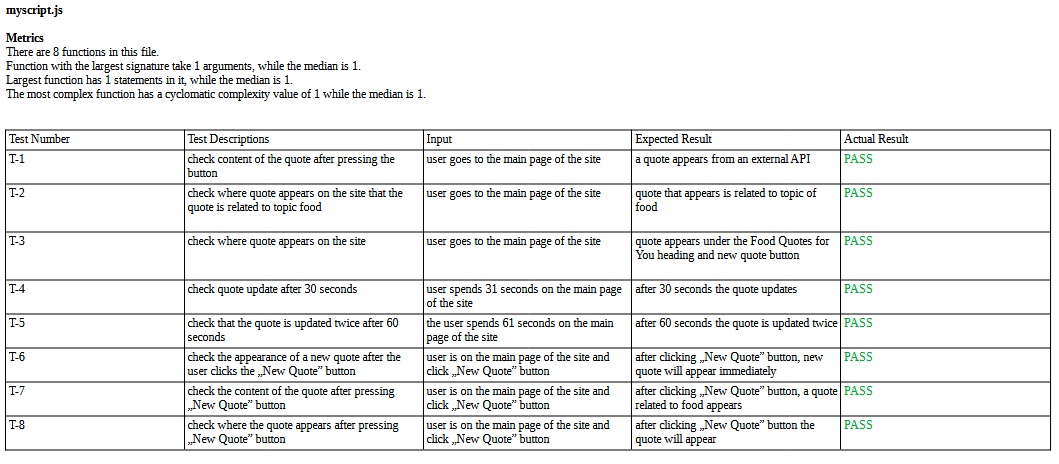 myscript.js
Metrics
There are 8 functions in this file.
Function with the largest signature take 1 arguments, while the median is 1.
Largest function has 1 statements in it, while the median is 1.
The most complex function has a cyclomatic complexity value of 1 while the median is 1.
Test Number Test Descriptions Input Expected Result Actual Result
T-1 check content of the quote after pressing the user goes to the main page of the site a quote appears from an external API PASS
button
T-2 check where quote appears on the site that the user goes to the main page of the site quote that appears is related to topic of PASS
quote is related to topic food food
T-3 check where quote appears on the site user goes to the main page of the site quote appears under the Food Quotes for PASS
You heading and new quote button
T-4 check quote update after 30 seconds user spends 31 seconds on the main page after 30 seconds the quote updates PASS
of the site
T-5 check that the quote is updated twice after 60 the user spends 61 seconds on the main after 60 seconds the quote is updated twice PASS
seconds page of the site
T-6 check the appearance of a new quote after the user is on the main page of the site and after clicking „New Quote” button, new PASS
user clicks the „New Quote” button click „New Quote” button quote will appear immediately
T-7 check the content of the quote after pressing user is on the main page of the site and after clicking „New Quote” button, a quote PASS
„New Quote” button click „New Quote” button related to food appears
T-8 check where the quote appears after pressing user is on the main page of the site and after clicking „New Quote” button the PASS
„New Quote” button click „New Quote” button quote will appear